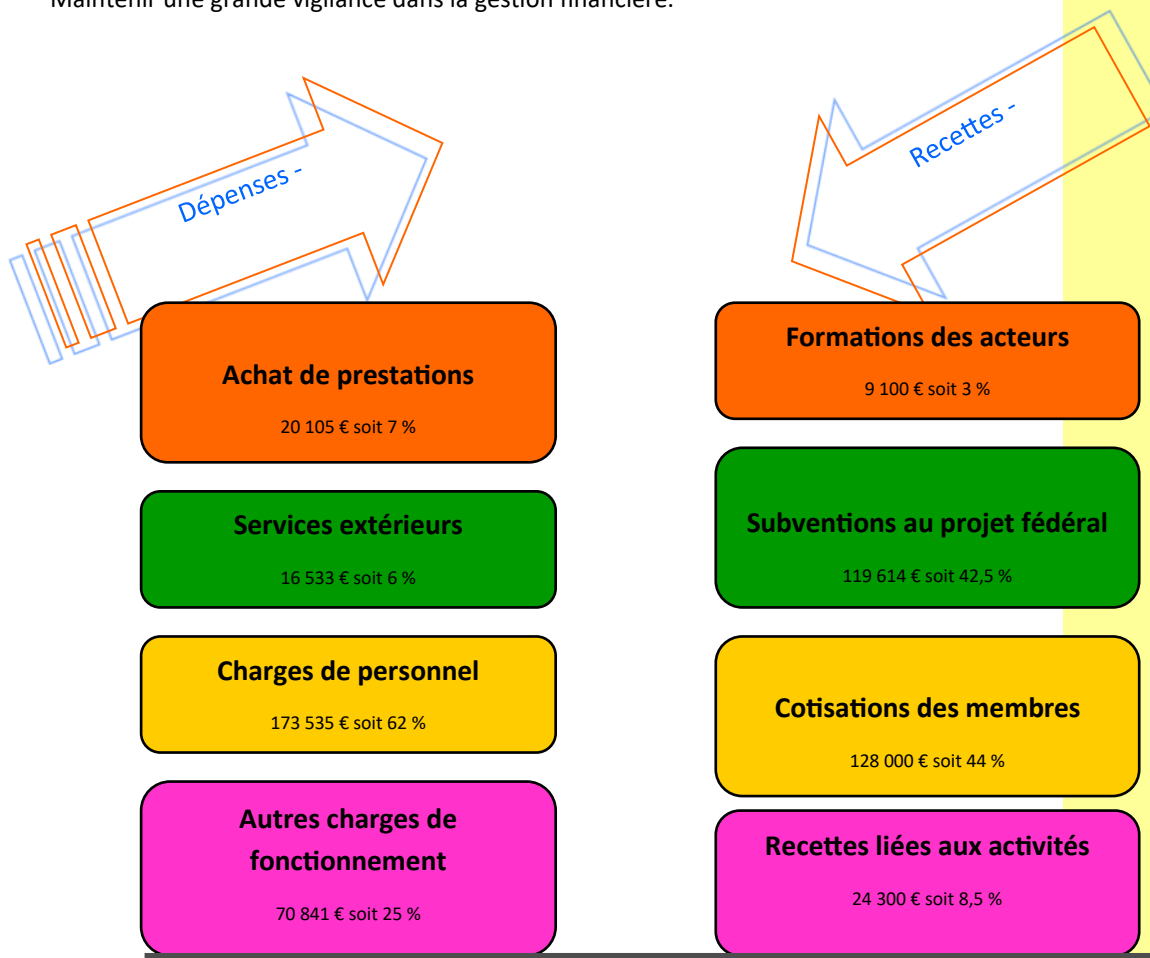 Maintenir une grande vigilance dans la gestion financière.
Dépenses -
Recettes -
Achat de prestations
20 105 € soit 7 %
Services extérieurs
16 533 € soit 6 %
Charges de personnel
173 535 € soit 62 %
Autres charges de
fonctionnement
70 841 € soit 25 %
Formations des acteurs
9 100 € soit 3 %
Subventions au projet fédéral
119 614 € soit 42,5 %
Cotisations des membres
128 000 € soit 44 %
Recettes liées aux activités
24 300 € soit 8,5 %